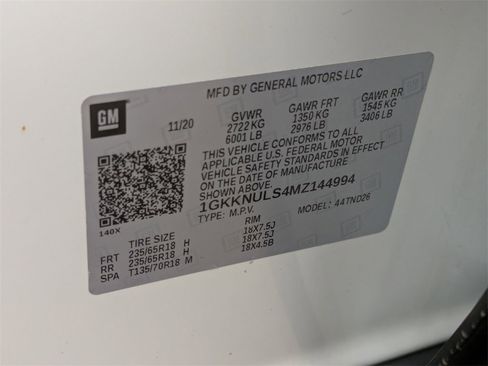 MFD BY GENERAL MOTORS LLC
GM
11/20
GVWR GAWR FRT GAWR RR
2722 KG 1350 KG 1545 KG
6001 LB 2976 LB 3406 LB
THIS VEHICLE CONFORMS TO ALL
APPLICABLE U.S. FEDERAL MOTOR
VEHICLE SAFETY STANDARDS IN EFFECT
ON THE DATE OF MANUFACTURE
SHOWN ABOVE.
1GKKNULS4MZ144994
TYPE: M.P.V. MODEL: 44TND26
140X
TIRE SIZE RIM
FRT 235/65R18 H 18X7.5J
RR 235/65R18 H 18X7.5J
SPA T135/70R18 M 18X4.5B